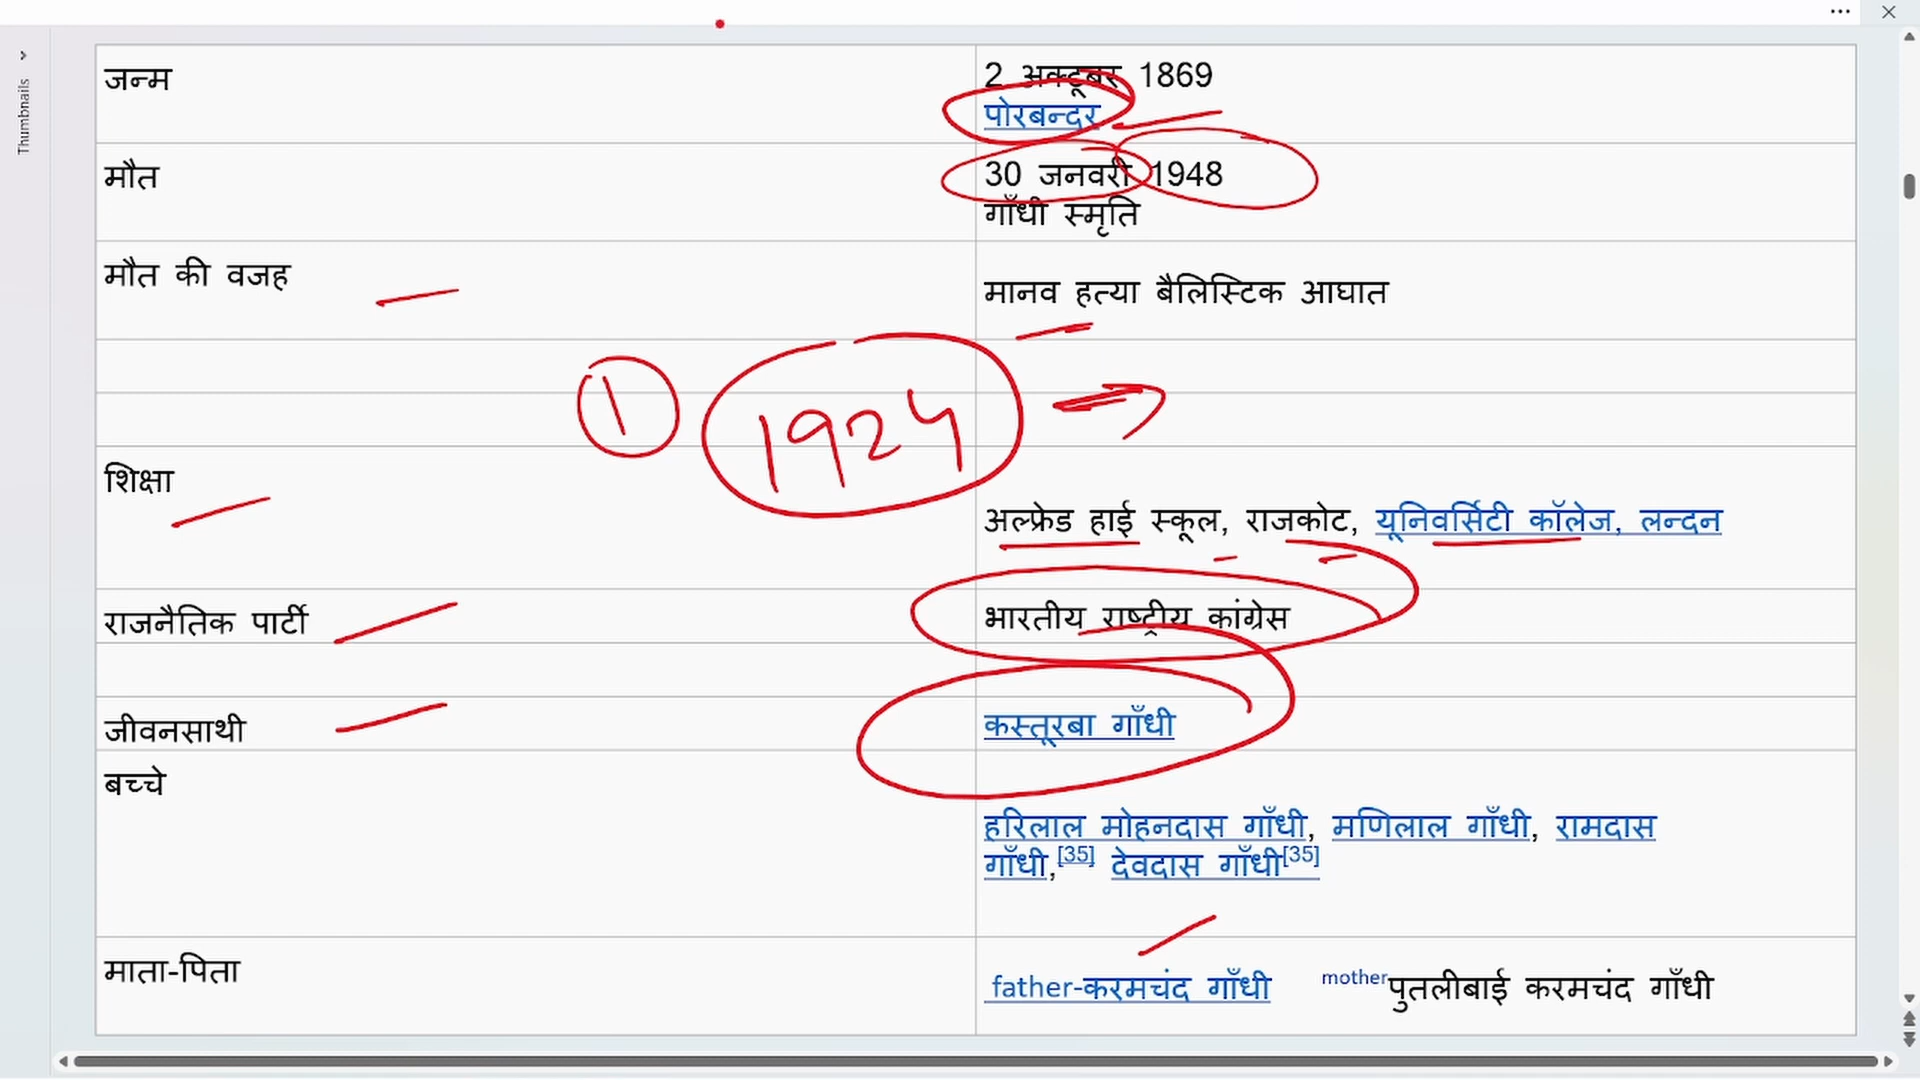 Thumbnails
जन्म
2 अक्टूबर 1869
पोरबन्दर
मौत
30 जनवरी 1948
गाँधी स्मृति
मौत की वजह
मानव हत्या बैलिस्टिक आघात
1
1924
शिक्षा
अल्फ्रेड हाई स्कूल, राजकोट, यूनिवर्सिटी कॉलेज, लन्दन
राजनैतिक पार्टी
भारतीय राष्ट्रीय कांग्रेस
जीवनसाथी
कस्तूरबा गाँधी
बच्चे
हरिलाल मोहनदास गाँधी, मणिलाल गाँधी, रामदास
गाँधी,[35] देवदास गाँधी[35]
माता-पिता
father-करमचंद गाँधी mother पुतलीबाई करमचंद गाँधी